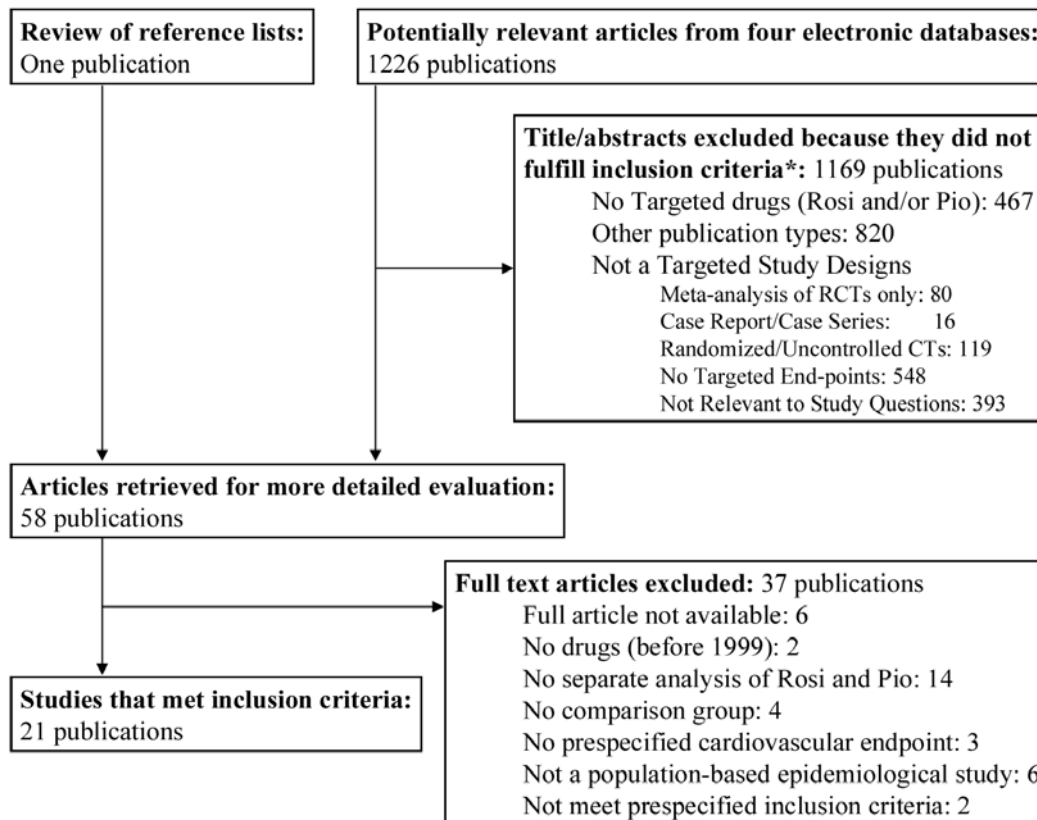 Review of reference lists:
One publication
Potentially relevant articles from four electronic databases:
1226 publications
Title/abstracts excluded because they did not
fulfill inclusion criteria*: 1169 publications
No Targeted drugs (Rosi and/or Pio): 467
Other publication types: 820
Not a Targeted Study Designs
Meta-analysis of RCTs only: 80
Case Report/Case Series: 16
Randomized/Uncontrolled CTs: 119
No Targeted End-points: 548
Not Relevant to Study Questions: 393
Articles retrieved for more detailed evaluation:
58 publications
Full text articles excluded: 37 publications
Full article not available: 6
No drugs (before 1999): 2
No separate analysis of Rosi and Pio: 14
No comparison group: 4
No prespecified cardiovascular endpoint: 3
Not a population-based epidemiological study: 6
Not meet prespecified inclusion criteria: 2
Studies that met inclusion criteria:
21 publications